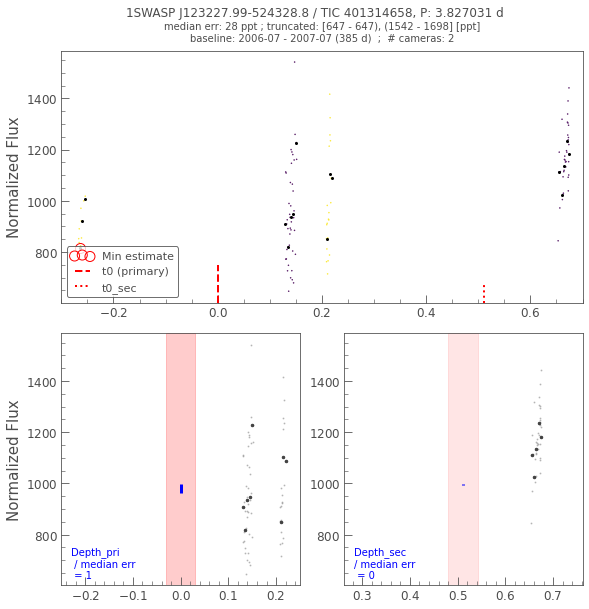 1SWASP J123227.99-524328.8 / TIC 401314658, P: 3.827031 d
median err: 28 ppt ; truncated: [647 - 647), (1542 - 1698] [ppt]
baseline: 2006-07 - 2007-07 (385 d)  ;  # cameras: 2
Normalized Flux
1400
1200
1000
800
Min estimate
t0 (primary)
t0_sec
−0.2
0.0
0.2
0.4
0.6
Normalized Flux
1400
1200
1000
800
Depth_pri
/ median err
= 1
−0.2
−0.1
0.0
0.1
0.2
1400
1200
1000
800
Depth_sec
/ median err
= 0
0.3
0.4
0.5
0.6
0.7